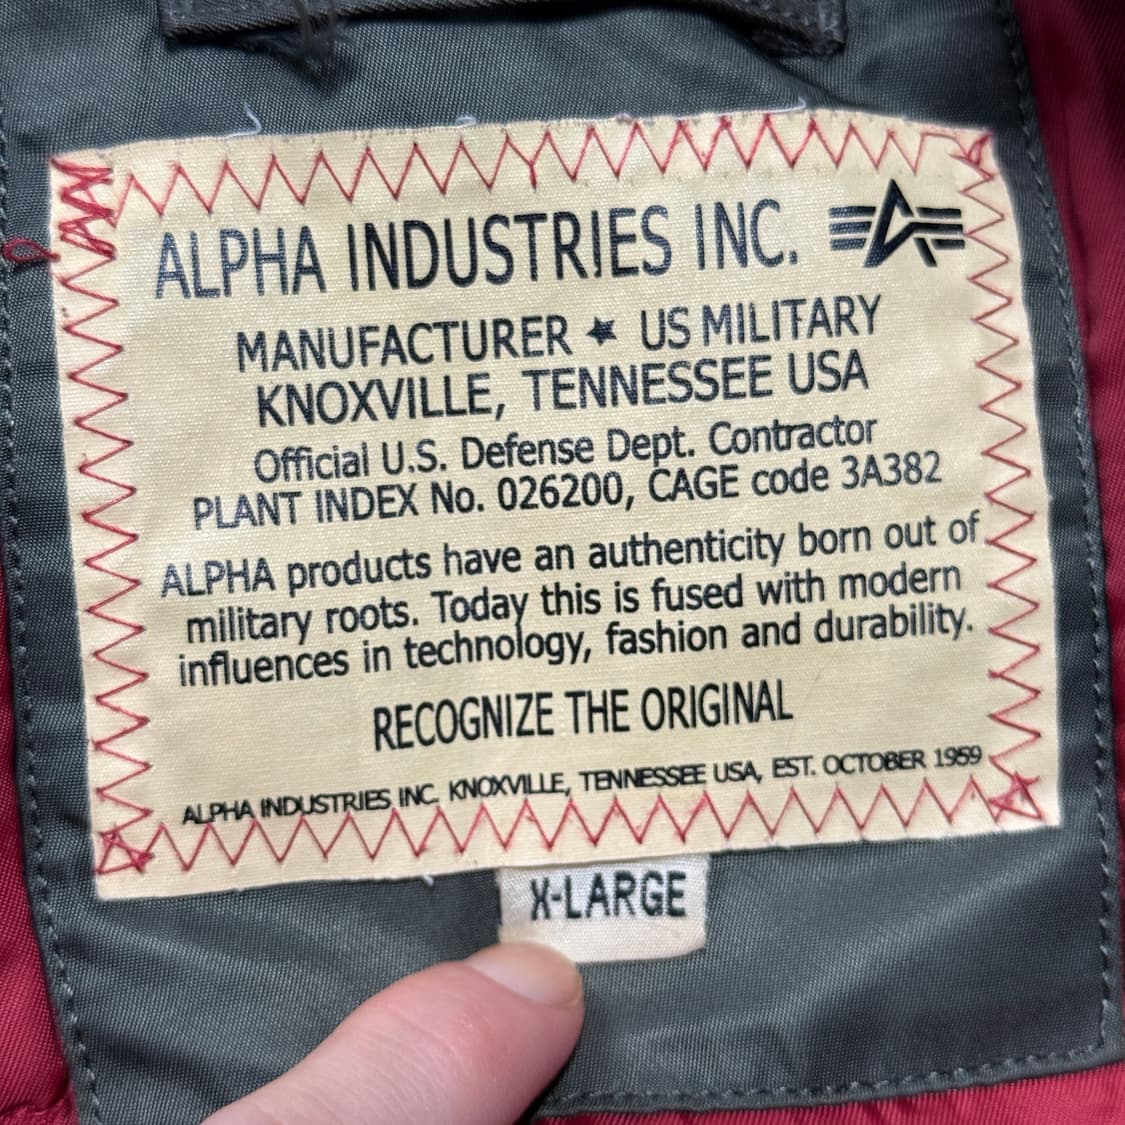 ALPHA INDUSTRIES INC.
MANUFACTURER ★ US MILITARY
KNOXVILLE, TENNESSEE USA
Official U.S. Defense Dept. Contractor
PLANT INDEX No. 026200, CAGE code 3A382
ALPHA products have an authenticity born out of
military roots. Today this is fused with modern
influences in technology, fashion and durability.
RECOGNIZE THE ORIGINAL
ALPHA INDUSTRIES INC. KNOXVILLE, TENNESSEE USA, EST. OCTOBER 1959
X-LARGE